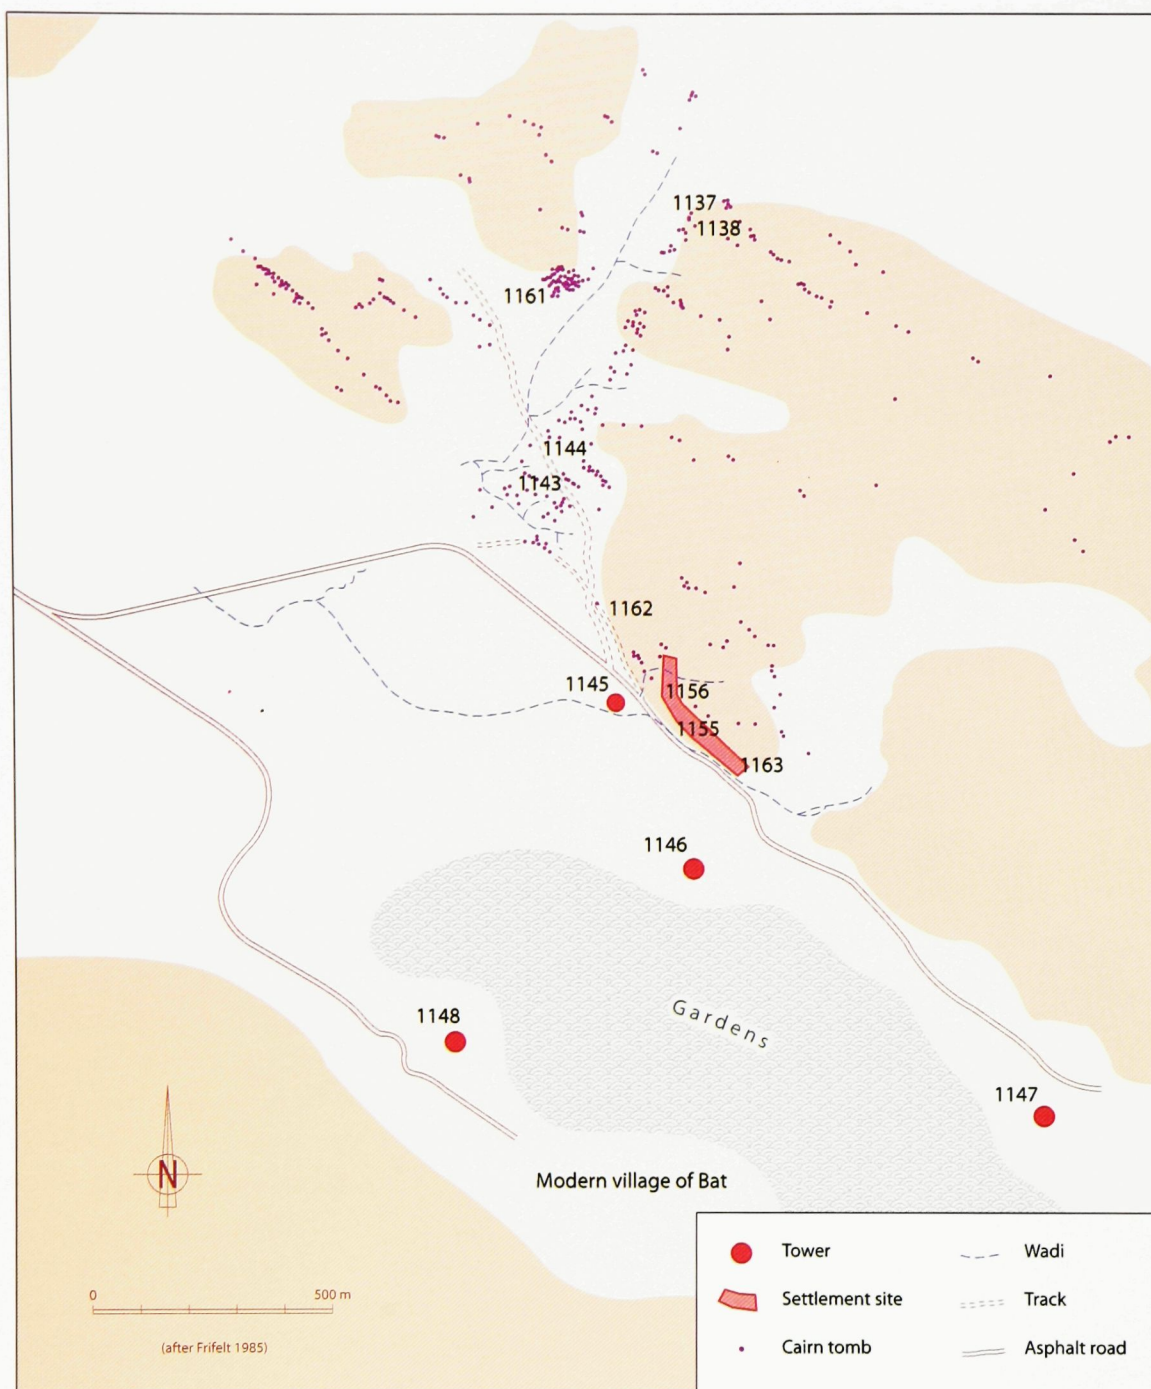 1137
1138
1161
1144
1143
1162
1145
1156
1155
1163
1146
Gardens
1148
1147
N
Modern village of Bat
0 500 m
(after Frifelt 1985)
Tower
Wadi
Settlement site
Track
Cairn tomb
Asphalt road